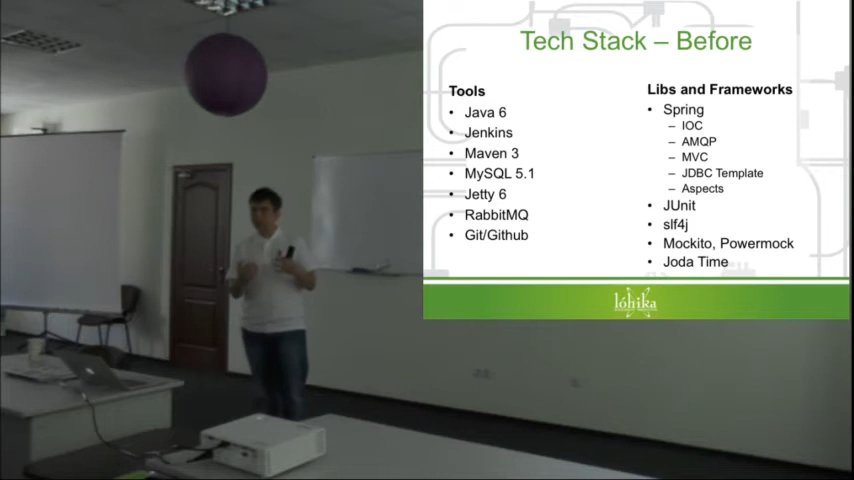 Tech Stack – Before
Tools
• Java 6
• Jenkins
• Maven 3
• MySQL 5.1
• Jetty 6
• RabbitMQ
• Git/Github
Libs and Frameworks
• Spring
– IOC
– AMQP
– MVC
– JDBC Template
– Aspects
• JUnit
• slf4j
• Mockito, Powermock
• Joda Time
lóhika